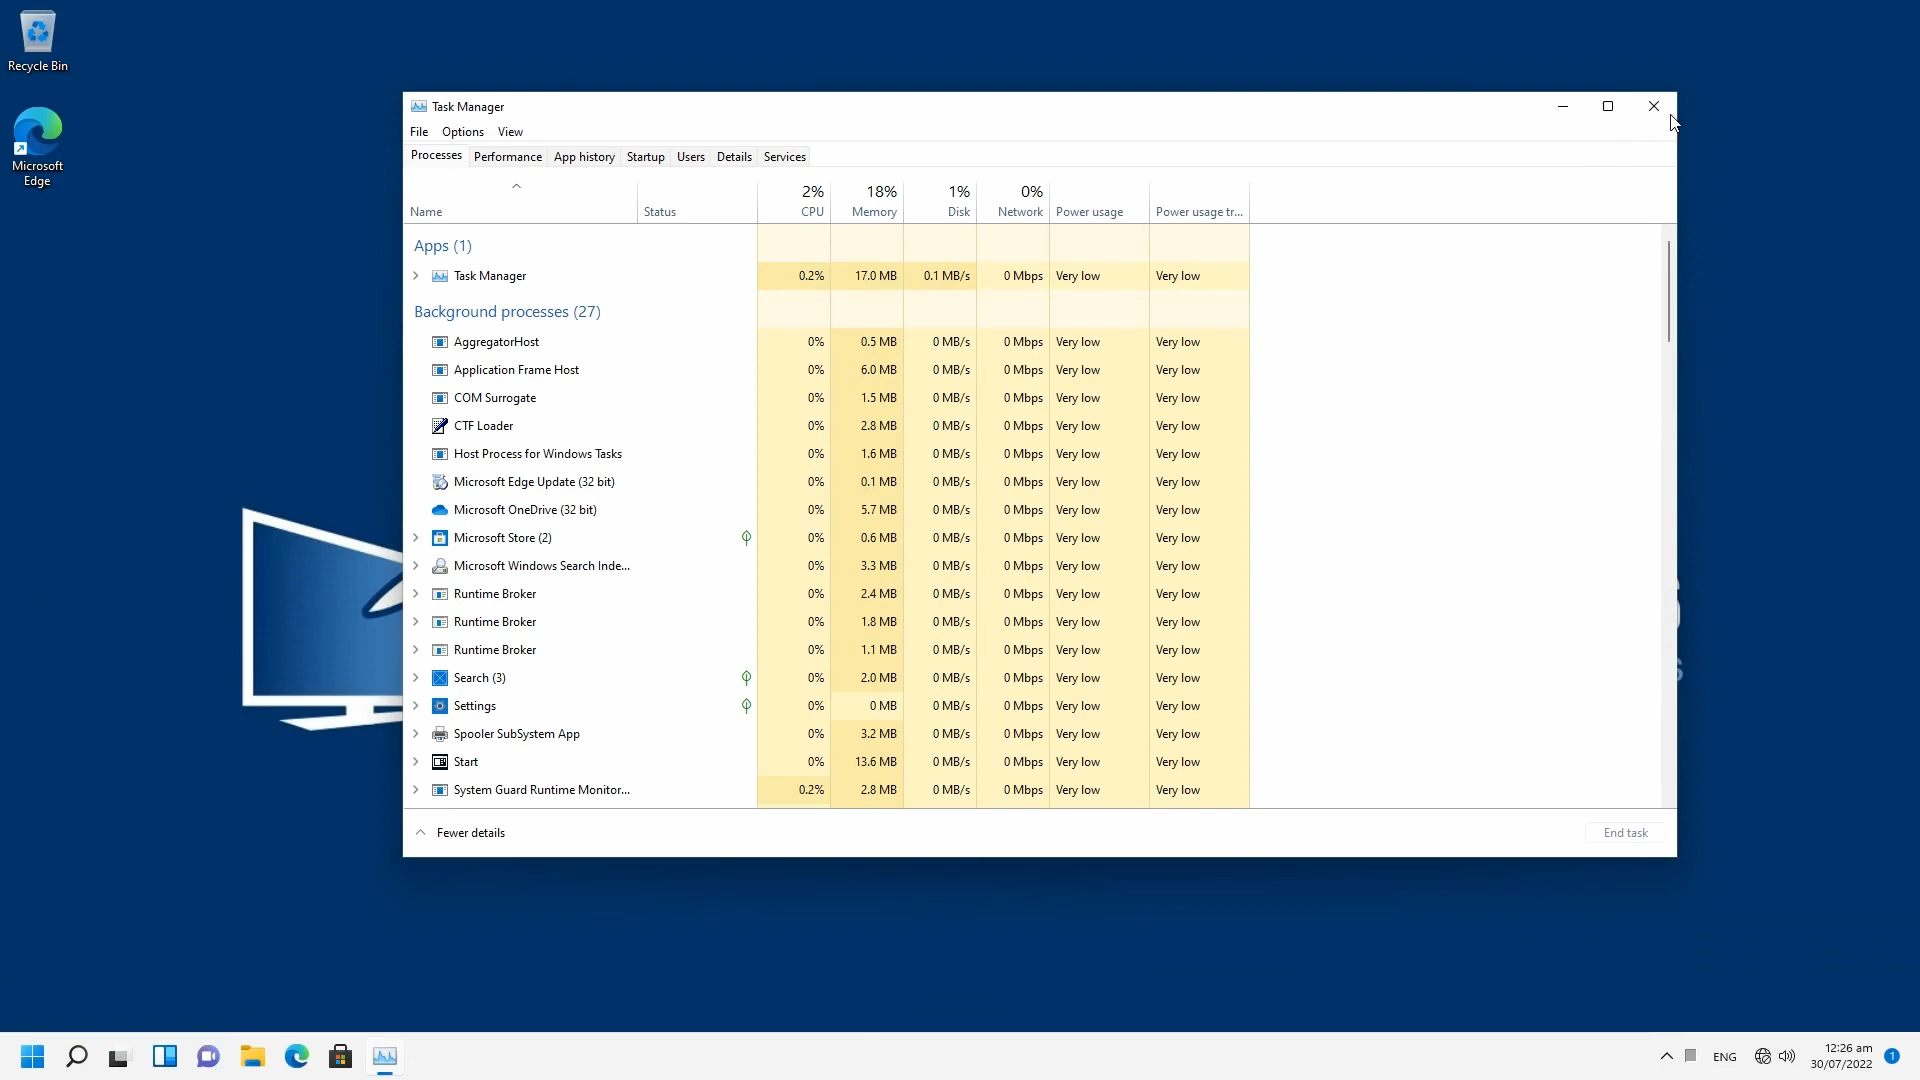 Recycle Bin
Microsoft
Edge
Task Manager
File Options View
Processes Performance App history Startup Users Details Services
2% 18% 1% 0%
Name Status CPU Memory Disk Network Power usage Power usage tr...
Apps (1)
Task Manager 0.2% 17.0 MB 0.1 MB/s 0 Mbps Very low Very low
Background processes (27)
AggregatorHost 0% 0.5 MB 0 MB/s 0 Mbps Very low Very low
Application Frame Host 0% 6.0 MB 0 MB/s 0 Mbps Very low Very low
COM Surrogate 0% 1.5 MB 0 MB/s 0 Mbps Very low Very low
CTF Loader 0% 2.8 MB 0 MB/s 0 Mbps Very low Very low
Host Process for Windows Tasks 0% 1.6 MB 0 MB/s 0 Mbps Very low Very low
Microsoft Edge Update (32 bit) 0% 0.1 MB 0 MB/s 0 Mbps Very low Very low
Microsoft OneDrive (32 bit) 0% 5.7 MB 0 MB/s 0 Mbps Very low Very low
Microsoft Store (2) 0% 0.6 MB 0 MB/s 0 Mbps Very low Very low
Microsoft Windows Search Inde... 0% 3.3 MB 0 MB/s 0 Mbps Very low Very low
Runtime Broker 0% 2.4 MB 0 MB/s 0 Mbps Very low Very low
Runtime Broker 0% 1.8 MB 0 MB/s 0 Mbps Very low Very low
Runtime Broker 0% 1.1 MB 0 MB/s 0 Mbps Very low Very low
Search (3) 0% 2.0 MB 0 MB/s 0 Mbps Very low Very low
Settings 0% 0 MB 0 MB/s 0 Mbps Very low Very low
Spooler SubSystem App 0% 3.2 MB 0 MB/s 0 Mbps Very low Very low
Start 0% 13.6 MB 0 MB/s 0 Mbps Very low Very low
System Guard Runtime Monitor... 0.2% 2.8 MB 0 MB/s 0 Mbps Very low Very low
Fewer details End task
ENG 12:26 am 1
30/07/2022